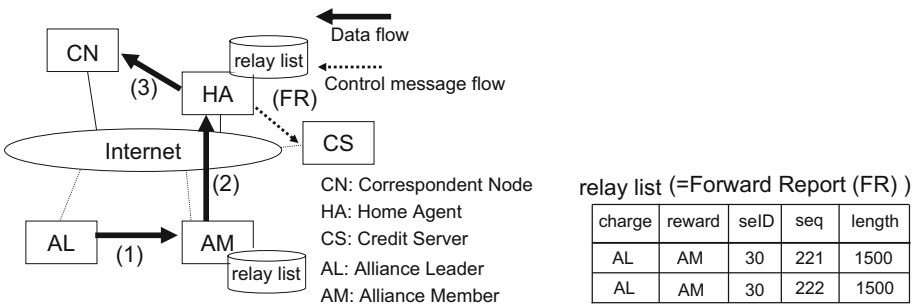 Data flow
CN
relay list
Control message flow
(3)
HA
(FR)
CS
Internet
(2)
CN: Correspondent Node
HA: Home Agent
CS: Credit Server
AL: Alliance Leader
AM: Alliance Member
AL
(1)
AM
relay list
relay list (=Forward Report (FR) )
charge reward seID seq length
AL AM 30 221 1500
AL AM 30 222 1500